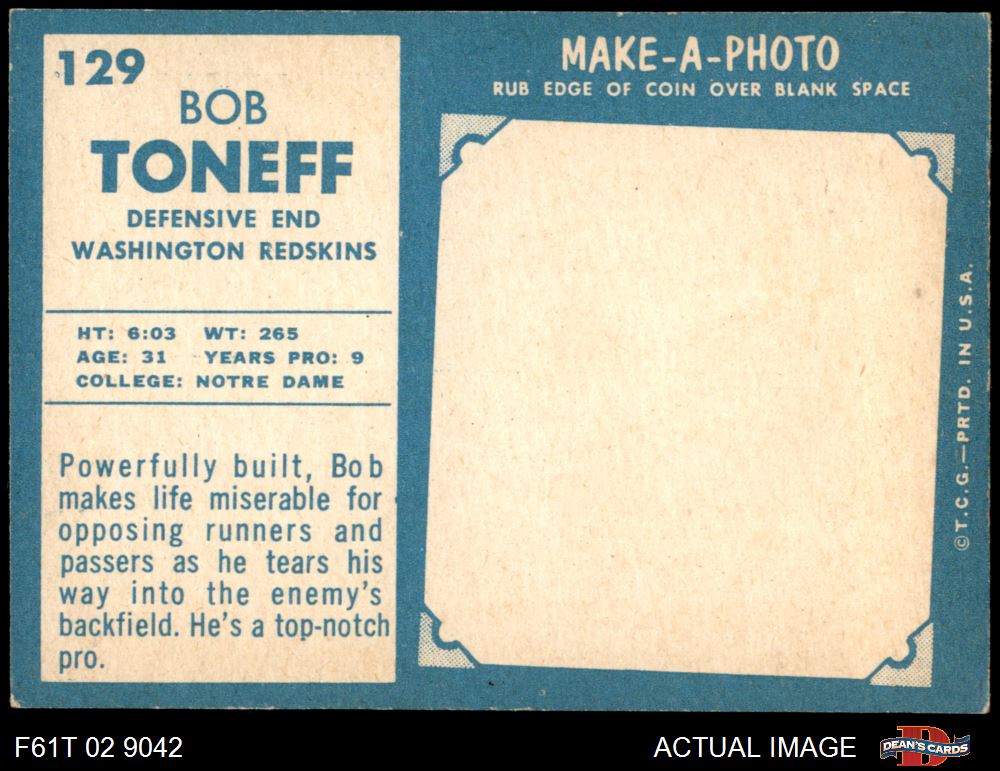 129
BOB
TONEFF
DEFENSIVE END
WASHINGTON REDSKINS
HT: 6:03 WT: 265
AGE: 31 YEARS PRO: 9
COLLEGE: NOTRE DAME
Powerfully built, Bob
makes life miserable for
opposing runners and
passers as he tears his
way into the enemy's
backfield. He's a top-notch
pro.
MAKE-A-PHOTO
RUB EDGE OF COIN OVER BLANK SPACE
©T.C.G.—PRTD. IN U.S.A.
F61T 02 9042
ACTUAL IMAGE
D
DEAN'S CARDS